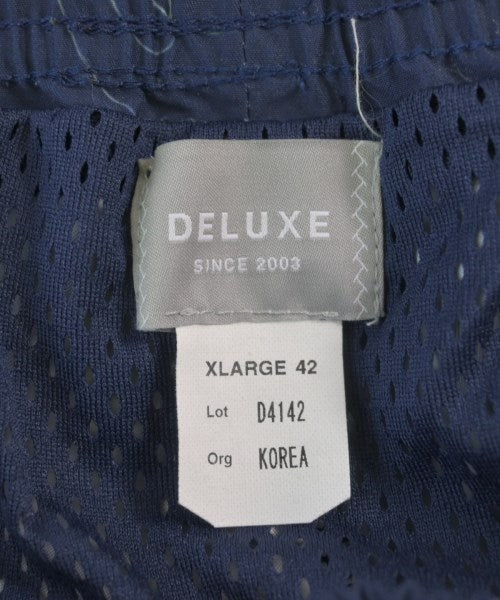 DELUXE
SINCE 2003
XLARGE 42
Lot D4142
Org KOREA